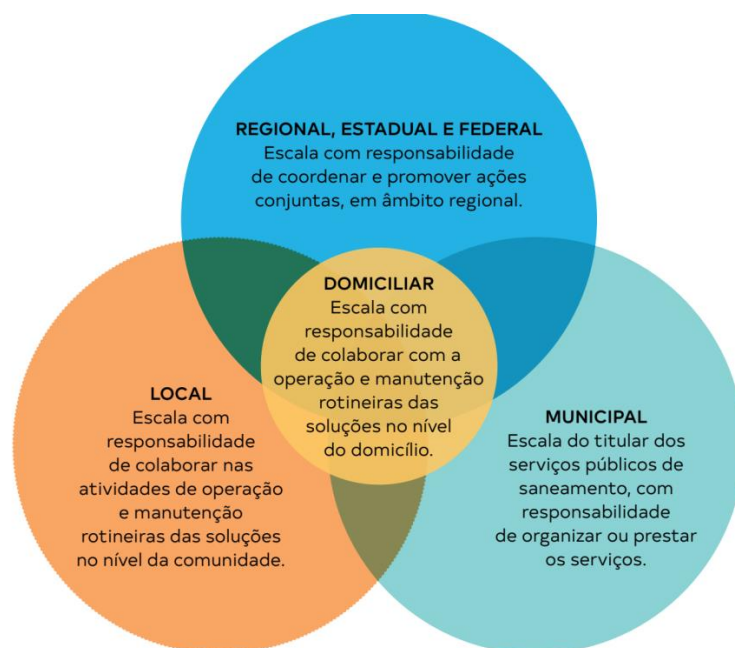 REGIONAL, ESTADUAL E FEDERAL
Escala com responsabilidade
de coordenar e promover ações
conjuntas, em âmbito regional.
DOMICILIAR
Escala com
responsabilidade
de colaborar com a
operação e manutenção
rotineiras das
soluções no nível
do domicílio.
LOCAL
Escala com
responsabilidade
de colaborar nas
atividades de operação
e manutenção
rotineiras das soluções
no nível da comunidade.
MUNICIPAL
Escala do titular dos
serviços públicos de
saneamento, com
responsabilidade
de organizar ou prestar
os serviços.